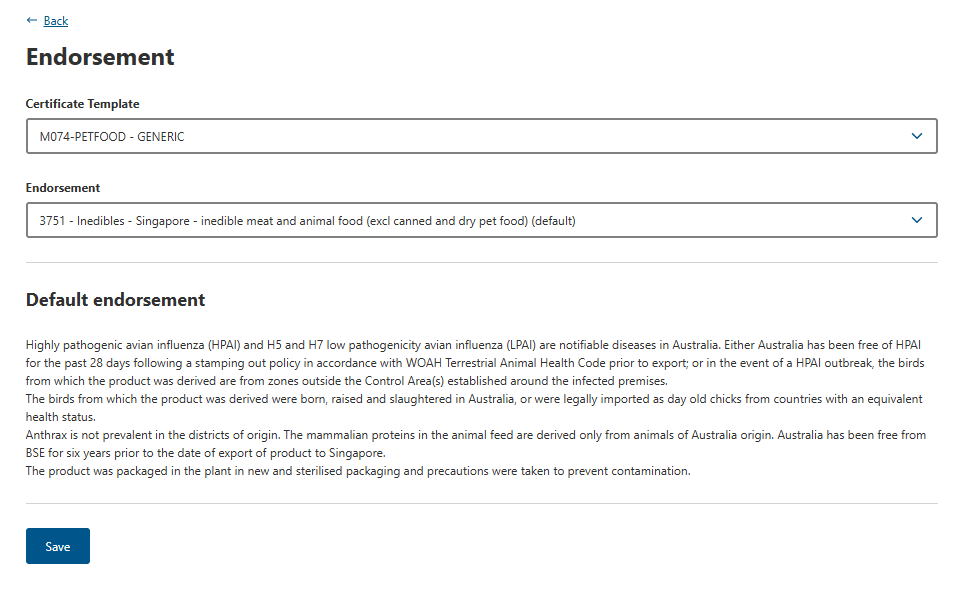 ← Back
Endorsement
Certificate Template
M074-PETFOOD - GENERIC
Endorsement
3751 - Inedibles - Singapore - inedible meat and animal food (excl canned and dry pet food) (default)
Default endorsement
Highly pathogenic avian influenza (HPAI) and H5 and H7 low pathogenicity avian influenza (LPAI) are notifiable diseases in Australia. Either Australia has been free of HPAI
for the past 28 days following a stamping out policy in accordance with WOAH Terrestrial Animal Health Code prior to export; or in the event of a HPAI outbreak, the birds
from which the product was derived are from zones outside the Control Area(s) established around the infected premises.
The birds from which the product was derived were born, raised and slaughtered in Australia, or were legally imported as day old chicks from countries with an equivalent
health status.
Anthrax is not prevalent in the districts of origin. The mammalian proteins in the animal feed are derived only from animals of Australia origin. Australia has been free from
BSE for six years prior to the date of export of product to Singapore.
The product was packaged in the plant in new and sterilised packaging and precautions were taken to prevent contamination.
Save